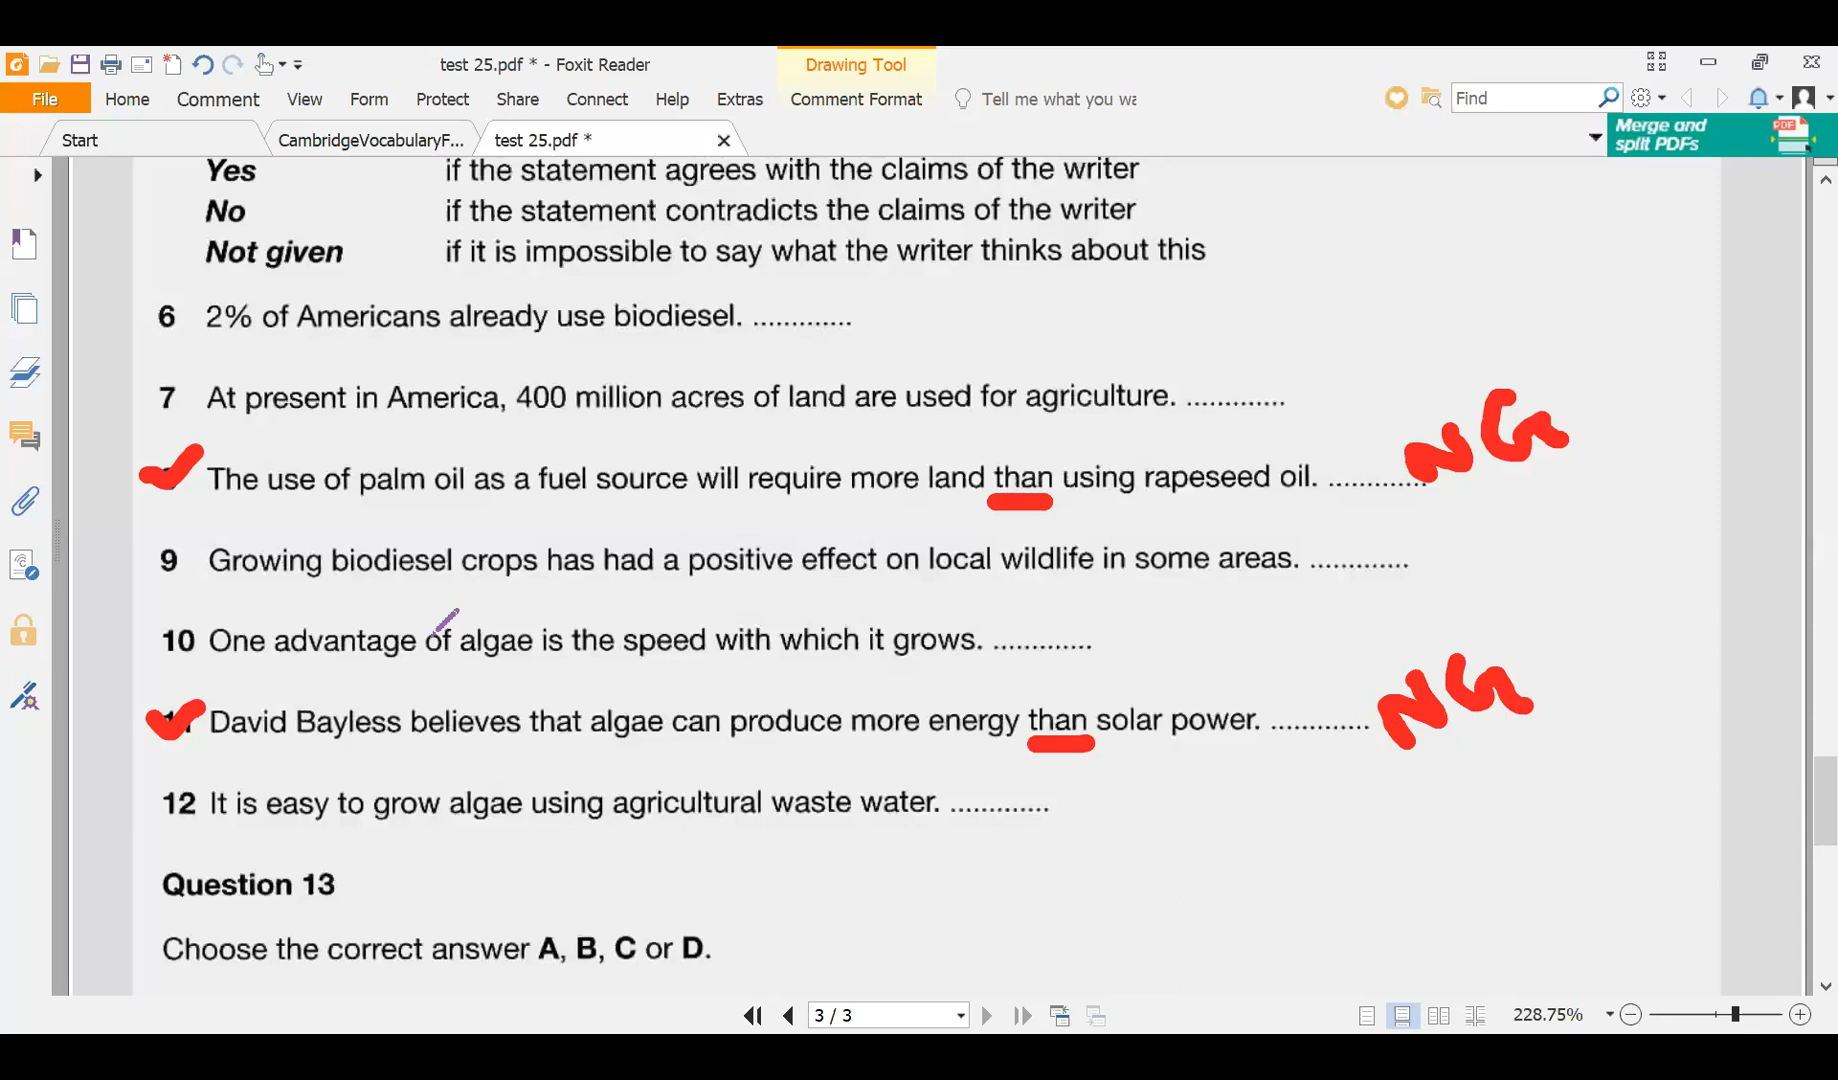 test 25.pdf * - Foxit Reader
Drawing Tool
File Home Comment View Form Protect Share Connect Help Extras Comment Format Tell me what you wa Find
Start CambridgeVocabularyF... test 25.pdf * Merge and split PDFs PDF
Yes if the statement agrees with the claims of the writer
No if the statement contradicts the claims of the writer
Not given if it is impossible to say what the writer thinks about this
6 2% of Americans already use biodiesel. .............
7 At present in America, 400 million acres of land are used for agriculture. .............
The use of palm oil as a fuel source will require more land than using rapeseed oil. ............. NG
9 Growing biodiesel crops has had a positive effect on local wildlife in some areas. .............
10 One advantage of algae is the speed with which it grows. .............
David Bayless believes that algae can produce more energy than solar power. ............. NG
12 It is easy to grow algae using agricultural waste water. .............
Question 13
Choose the correct answer A, B, C or D.
3 / 3 228.75%